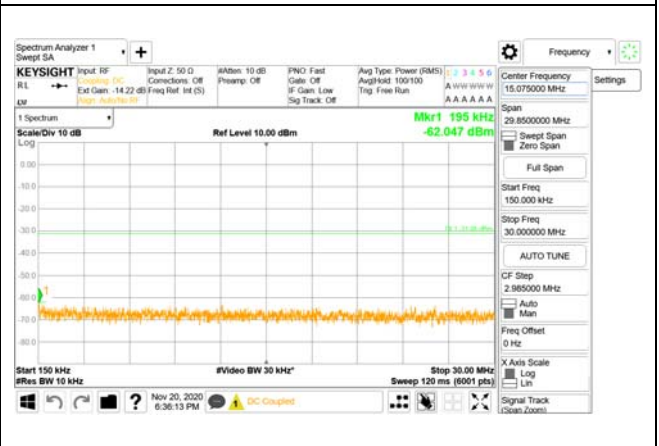 Spectrum Analyzer 1
Swept SA
+
Frequency
KEYSIGHT
Input: RF
Coupling: DC
Ext Gain: -14.22 dB
Align: Auto/No RF
Input Z: 50 Ω
Corrections: Off
Freq Ref: Int (S)
#Atten: 10 dB
Preamp: Off
PNO: Fast
Gate: Off
IF Gain: Low
Sig Track: Off
Avg Type: Power (RMS)
Avg|Hold: 100/100
Trig: Free Run
1 2 3 4 5 6
A W W W W W
A A A A A A
RL
Center Frequency
15.075000 MHz
Settings
1 Spectrum
Scale/Div 10 dB
Ref Level 10.00 dBm
Mkr1 195 kHz
-62.047 dBm
Span
29.8500000 MHz
Swept Span
Zero Span
Log
0.00
-10.0
-20.0
-30.0
-40.0
-50.0
-60.0
-70.0
-80.0
1
Full Span
Start Freq
150.000 kHz
Stop Freq
30.000000 MHz
AUTO TUNE
CF Step
2.985000 MHz
Auto
Man
Freq Offset
0 Hz
X Axis Scale
Log
Lin
Signal Track
(Span Zoom)
Start 150 kHz
#Res BW 10 kHz
#Video BW 30 kHz*
Stop 30.00 MHz
Sweep 120 ms (6001 pts)
?
Nov 20, 2020
6:36:13 PM
DC Coupled